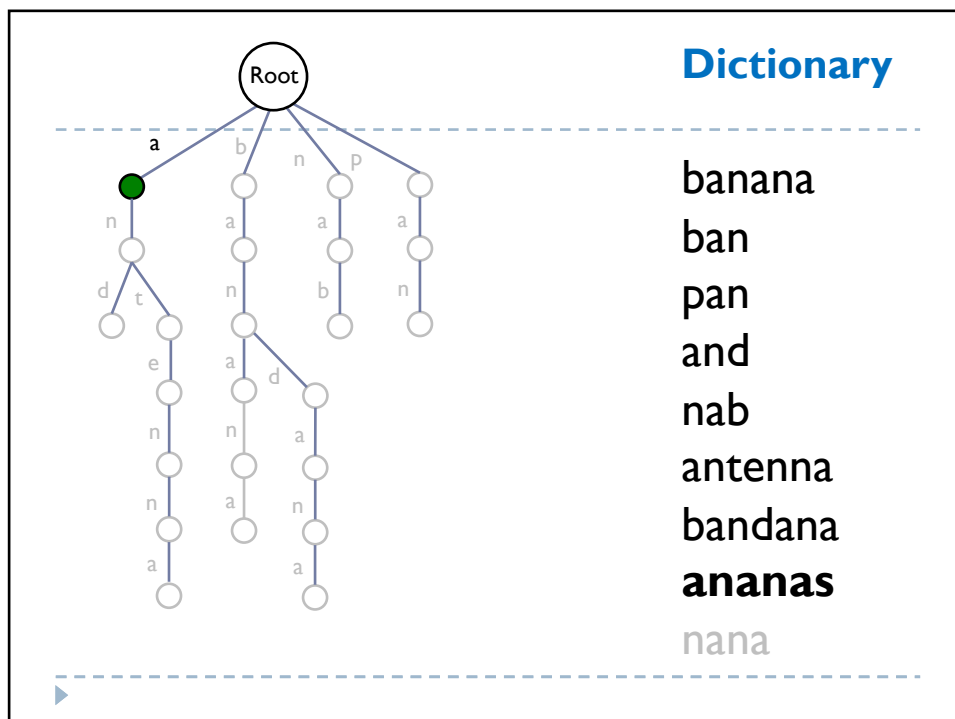 Dictionary
Root
a b n p
n a a a
d t n b n
e a d
n n a
n a n
a a
banana
ban
pan
and
nab
antenna
bandana
ananas
nana